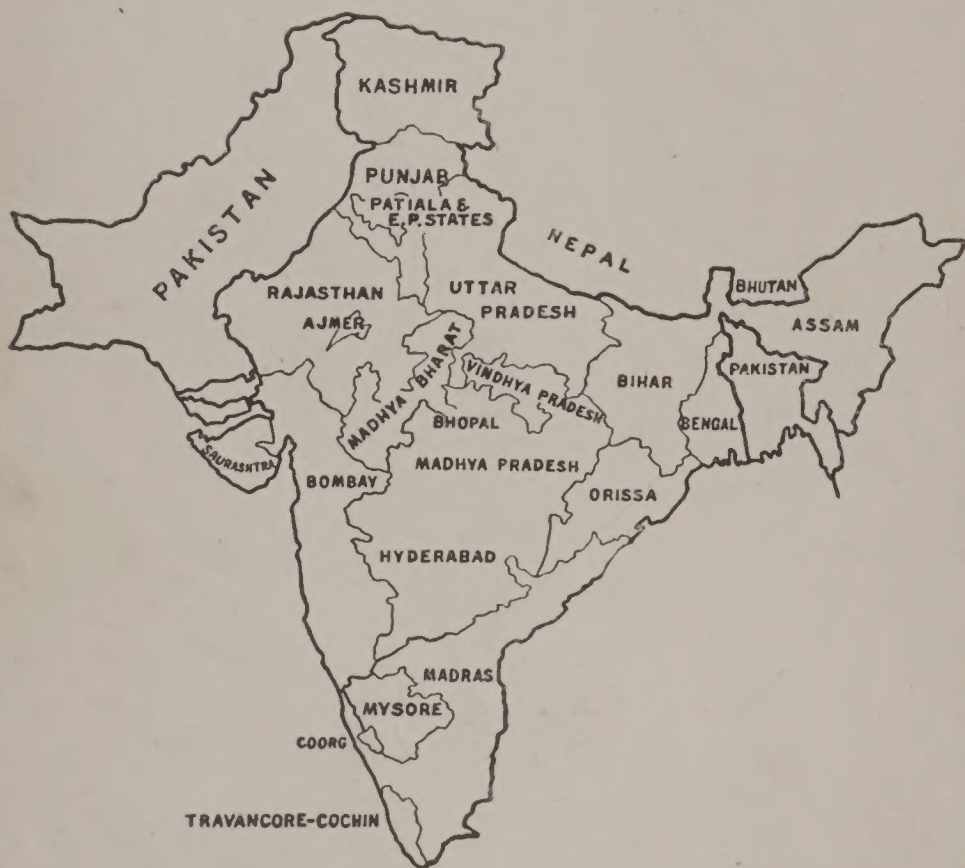 KASHMIR
PUNJAB
PATIALA &
E.P. STATES
PAKISTAN
NEPAL
RAJASTHAN
AJMER
UTTAR
PRADESH
BHUTAN
ASSAM
MADHYA BHARAT
VINDHYA PRADESH
BIHAR
PAKISTAN
BENGAL
BHOPAL
SAURASHTRA
BOMBAY
MADHYA PRADESH
ORISSA
HYDERABAD
MADRAS
MYSORE
COORG
TRAVANCORE-COCHIN